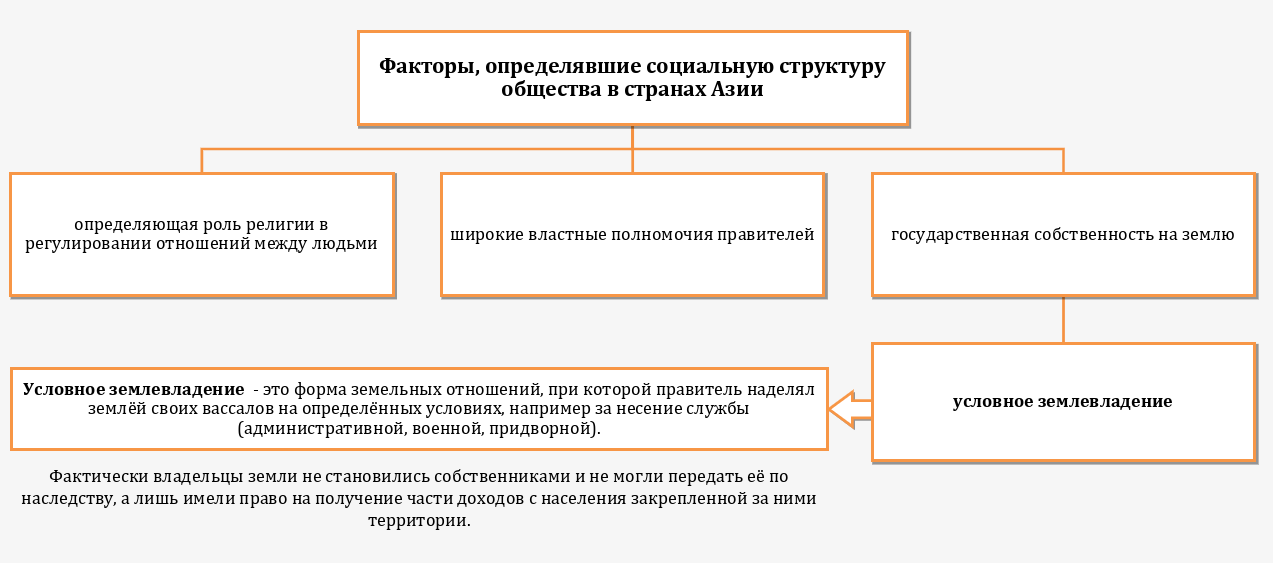 Факторы, определявшие социальную структуру
общества в странах Азии
определяющая роль религии в
регулировании отношений между людьми
широкие властные полномочия правителей
государственная собственность на землю
условное землевладение
Условное землевладение - это форма земельных отношений, при которой правитель наделял
землёй своих вассалов на определённых условиях, например за несение службы
(административной, военной, придворной).
Фактически владельцы земли не становились собственниками и не могли передать её по
наследству, а лишь имели право на получение части доходов с населения закрепленной за ними
территории.